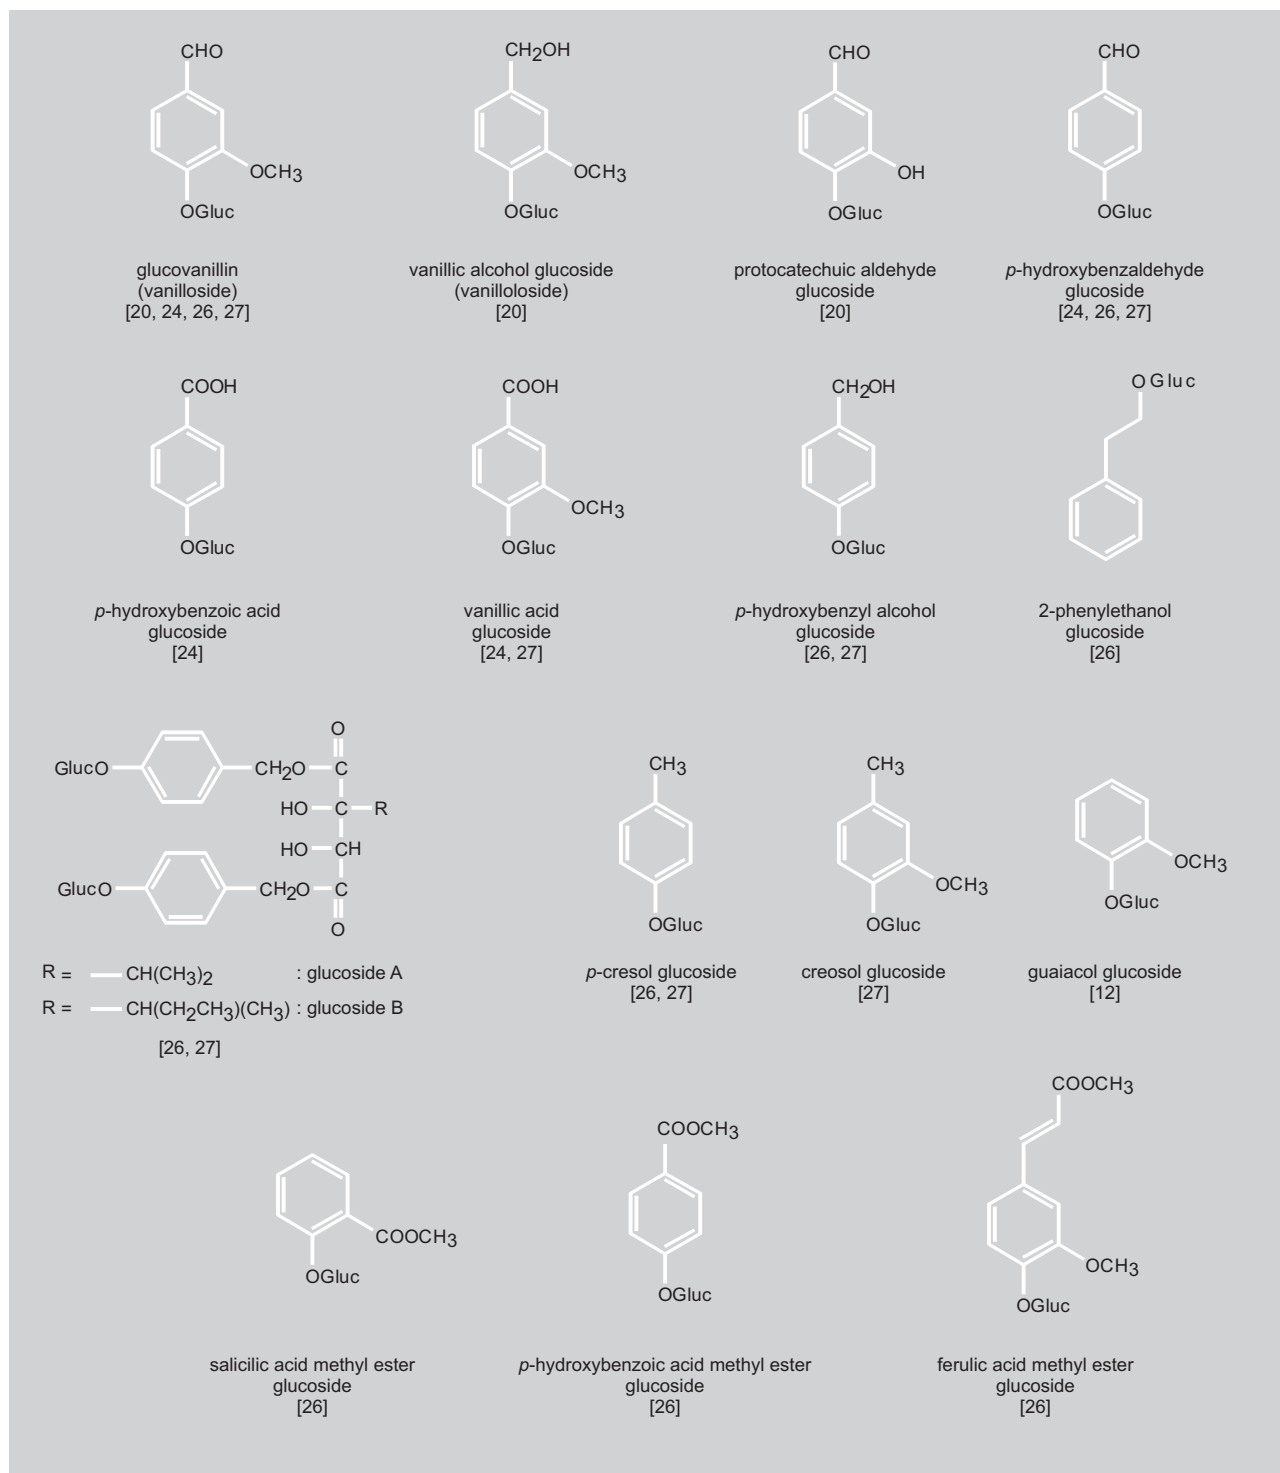 CHO
OCH3
OGluc
glucovanillin
(vanilloside)
[20, 24, 26, 27]
CH2OH
OCH3
OGluc
vanillic alcohol glucoside
(vanilloloside)
[20]
CHO
OH
OGluc
protocatechuic aldehyde
glucoside
[20]
CHO
OGluc
p-hydroxybenzaldehyde
glucoside
[24, 26, 27]
COOH
OGluc
p-hydroxybenzoic acid
glucoside
[24]
COOH
OCH3
OGluc
vanillic acid
glucoside
[24, 27]
CH2OH
OGluc
p-hydroxybenzyl alcohol
glucoside
[26, 27]
OGluc
2-phenylethanol
glucoside
[26]
O
GlucO CH2O C
HO C R
HO CH
GlucO CH2O C
O
R = CH(CH3)2 : glucoside A
R = CH(CH2CH3)(CH3) : glucoside B
[26, 27]
CH3
OGluc
p-cresol glucoside
[26, 27]
CH3
OCH3
OGluc
creosol glucoside
[27]
OCH3
OGluc
guaiacol glucoside
[12]
COOCH3
OGluc
salicilic acid methyl ester
glucoside
[26]
COOCH3
OGluc
p-hydroxybenzoic acid methyl ester
glucoside
[26]
COOCH3
OCH3
OGluc
ferulic acid methyl ester
glucoside
[26]